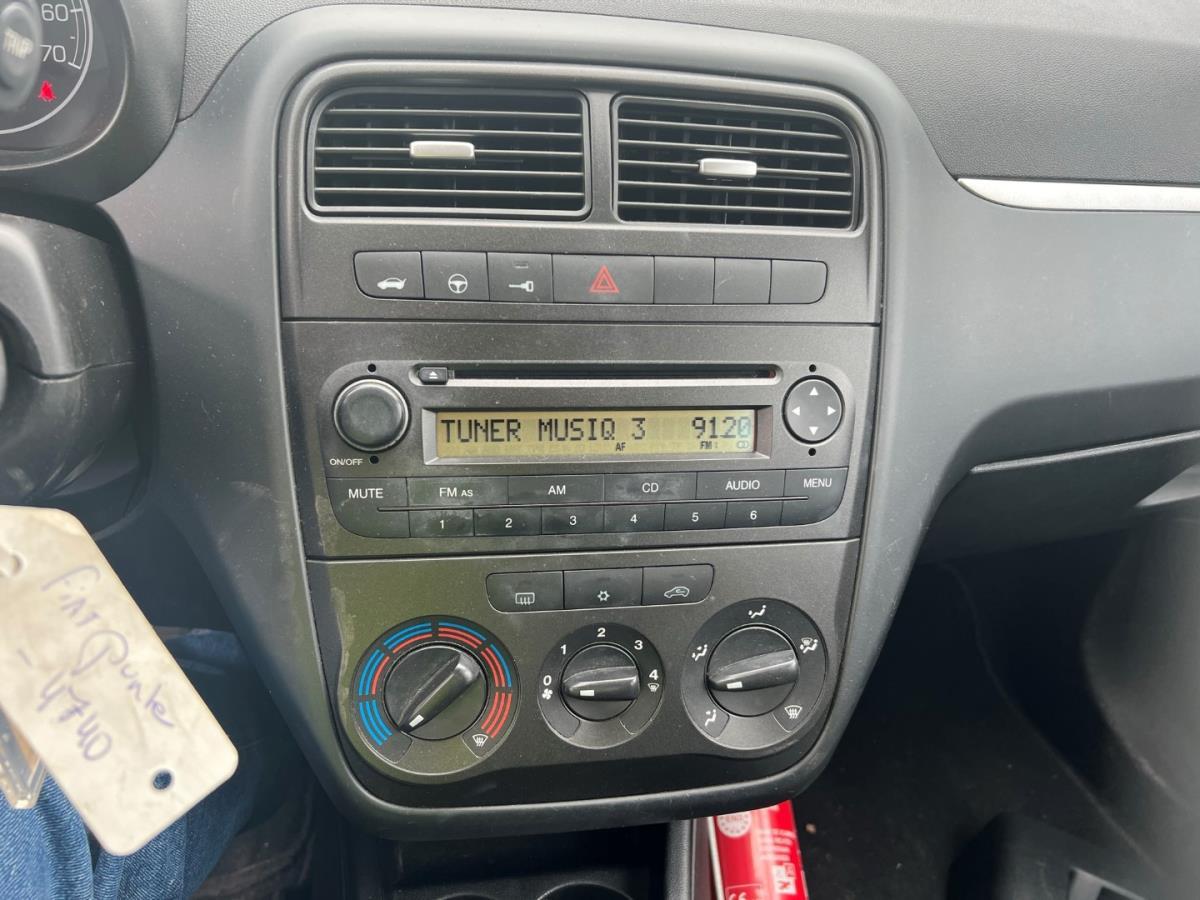 60
70
TRIP
TUNER MUSIQ 3 9120
AF FM1
ON/OFF
MUTE FM AS AM CD AUDIO MENU
1 2 3 4 5 6
0 1 2 3 4
FIAT Punto
- 4740